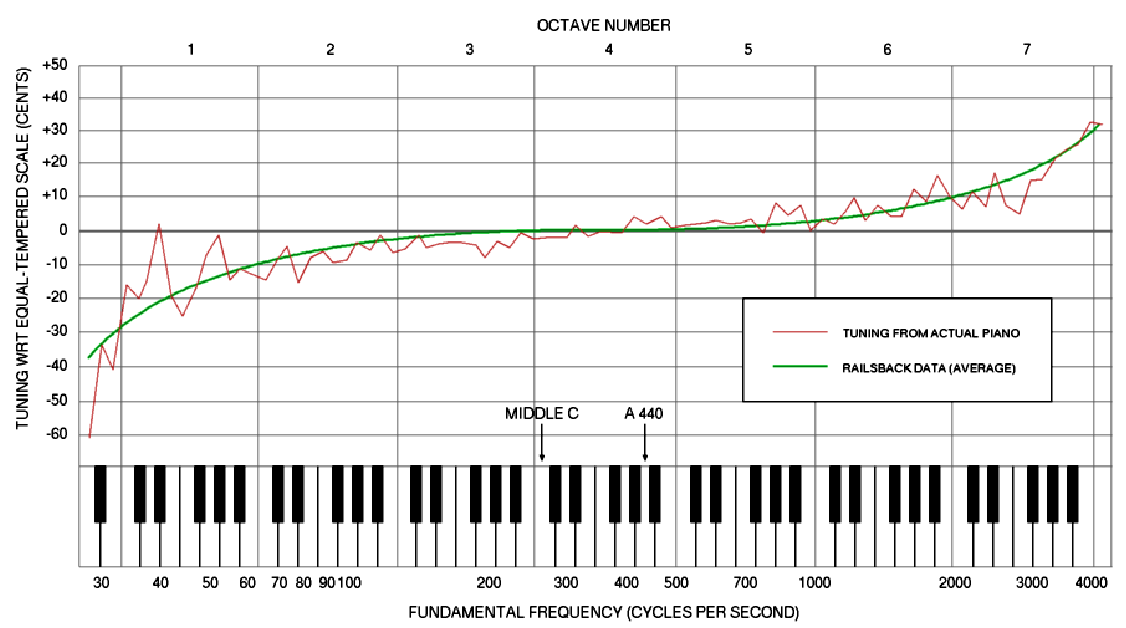 OCTAVE NUMBER
1 2 3 4 5 6 7
TUNING WRT EQUAL-TEMPERED SCALE (CENTS)
+50
+40
+30
+20
+10
0
-10
-20
-30
-40
-50
-60
TUNING FROM ACTUAL PIANO
RAILSBACK DATA (AVERAGE)
MIDDLE C A 440
30 40 50 60 70 80 90 100 200 300 400 500 700 1000 2000 3000 4000
FUNDAMENTAL FREQUENCY (CYCLES PER SECOND)